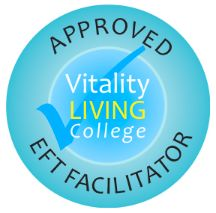 APPROVED
Vitality
LIVING
College
EFT FACILITATOR